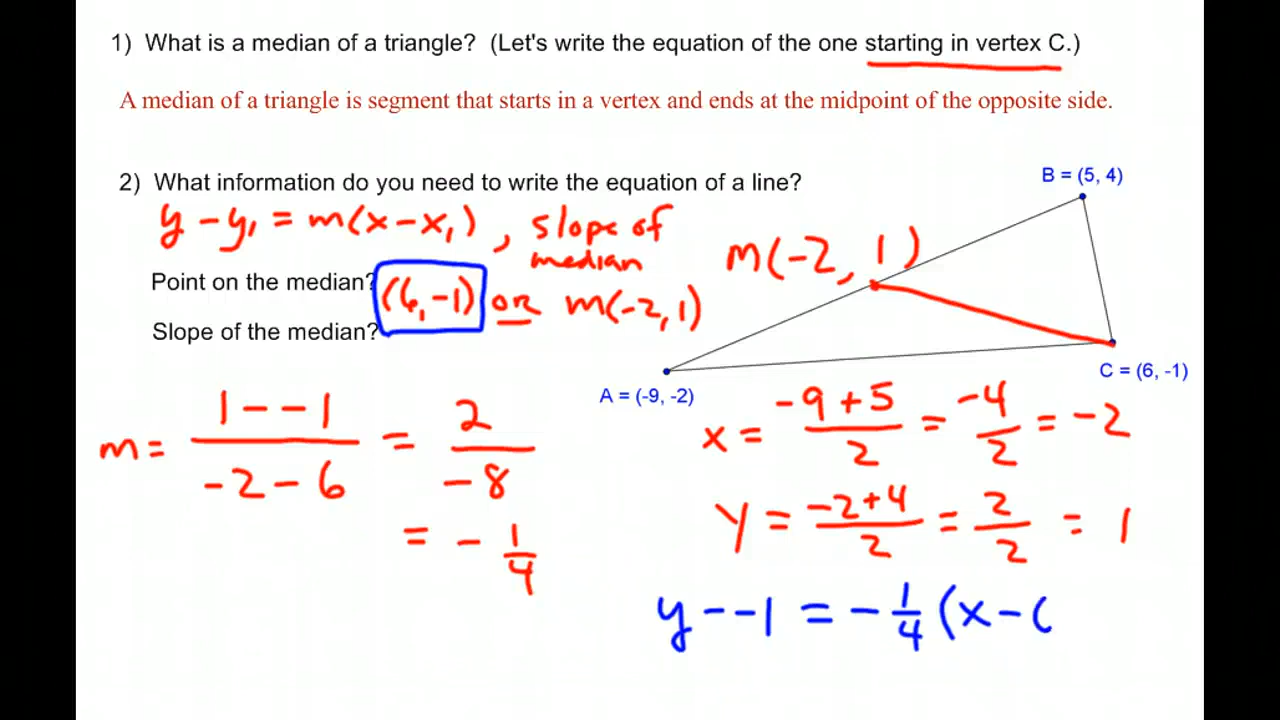 1) What is a median of a triangle? (Let's write the equation of the one starting in vertex C.)
A median of a triangle is segment that starts in a vertex and ends at the midpoint of the opposite side.
2) What information do you need to write the equation of a line?
B = (5, 4)
y - y₁ = m(x - x₁), slope of median
m(-2, 1)
Point on the median? (6, -1) or m(-2, 1)
Slope of the median?
C = (6, -1)
A = (-9, -2)
m = (1 - -1)/(-2 - 6) = 2/-8
= -1/4
x = (-9 + 5)/2 = -4/2 = -2
y = (-2 + 4)/2 = 2/2 = 1
y - -1 = -1/4 (x - (